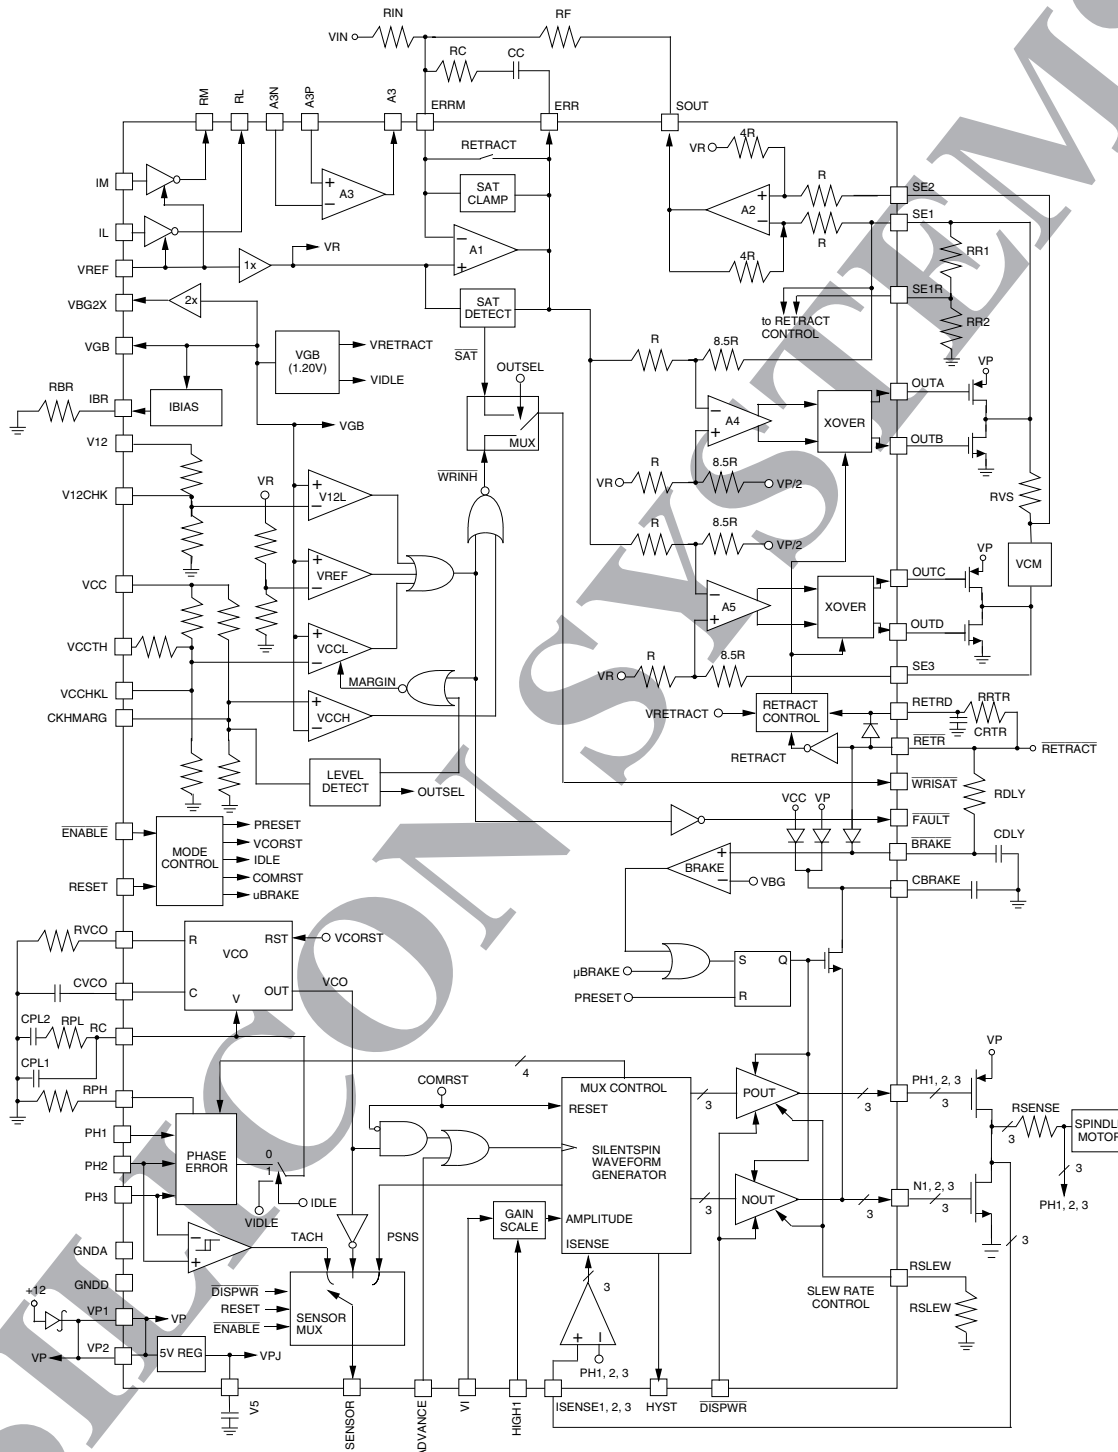 RIN
RF
VIN
RC
CC
RM
RL
A3N
A3P
A3
ERRM
ERR
SOUT
RETRACT
4R
VR
IM
A3
SAT
CLAMP
+
A2
R
SE2
IL
A1
R
SE1
VREF
1x
VR
4R
RR1
VBG2X
2x
SAT
DETECT
SE1R
to RETRACT
CONTROL
RR2
VGB
VGB
(1.20V)
VRETRACT
VIDLE
SAT
OUTSEL
R
8.5R
VP
RBR
IBR
IBIAS
OUTA
VGB
MUX
A4
XOVER
V12
OUTB
WRINH
V12CHK
VR
V12L
VR
R
8.5R
VP/2
RVS
R
8.5R
VP/2
VCC
VREF
VP
OUTC
VCM
A5
XOVER
VCCTH
VCCL
OUTD
R
8.5R
VR
SE3
VCCHKL
MARGIN
CKHMARG
VCCH
VRETRACT
RETRACT
CONTROL
RETRD
RRTR
CRTR
RETRACT
RETR
RETRACT
LEVEL
DETECT
OUTSEL
WRISAT
RDLY
ENABLE
MODE
CONTROL
PRESET
VCORST
IDLE
COMRST
uBRAKE
VCC
VP
FAULT
BRAKE
CDLY
RESET
BRAKE
VBG
CBRAKE
RVCO
R
VCO
RST
VCORST
CVCO
C
V
OUT
VCO
µBRAKE
PRESET
S
Q
R
CPL2
RPL
RC
CPL1
4
VP
RPH
COMRST
MUX CONTROL
RESET
3
POUT
3
PH1, 2, 3
3
RSENSE
3
SPINDLE
MOTOR
PH1
PHASE
ERROR
0
1
SILENTSPIN
WAVEFORM
GENERATOR
PH2
PH3
IDLE
VIDLE
3
NOUT
3
N1, 2, 3
3
3
PH1, 2, 3
GAIN
SCALE
AMPLITUDE
TACH
PSNS
ISENSE
3
GNDA
GNDD
DISPWR
RESET
ENABLE
SENSOR
MUX
3
SLEW RATE
CONTROL
RSLEW
RSLEW
+12
VP1
VP
VP
VP2
5V REG
VPJ
PH1, 2, 3
V5
SENSOR
ADVANCE
VI
HIGH1
ISENSE1, 2, 3
HYST
DISPWR
SILICON SYSTEMS